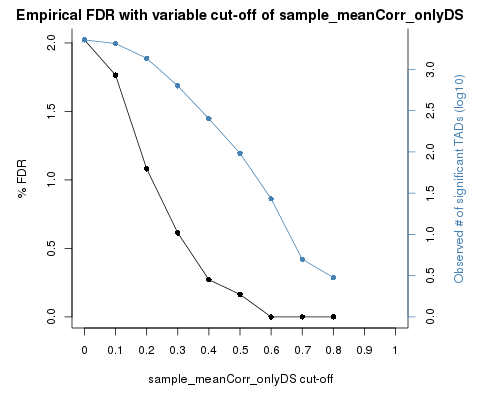 Empirical FDR with variable cut-off of sample_meanCorr_onlyDS
2.0
1.5
1.0
0.5
0.0
% FDR
3.0
2.5
2.0
1.5
1.0
0.5
0.0
Observed # of significant TADs (log10)
0 0.1 0.2 0.3 0.4 0.5 0.6 0.7 0.8 0.9 1
sample_meanCorr_onlyDS cut-off